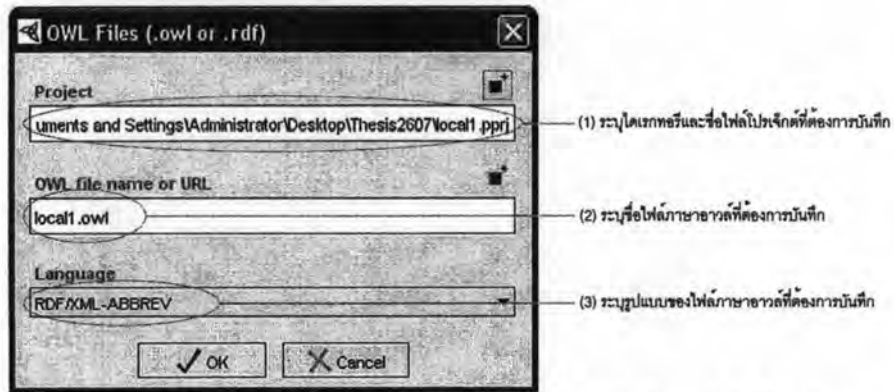 OWL Files (.owl or .rdf)
Project
uments and Settings\Administrator\Desktop\Thesis2607\local1.pprj
(1) ระบุไดเรกทอรีและชื่อไฟล์โปรเจ็กต์ที่ต้องการบันทึก
OWL file name or URL
local1.owl
(2) ระบุชื่อไฟล์ภาษาอาวล์ที่ต้องการบันทึก
Language
RDF/XML-ABBREV
(3) ระบุรูปแบบของไฟล์ภาษาอาวล์ที่ต้องการบันทึก
OK
Cancel